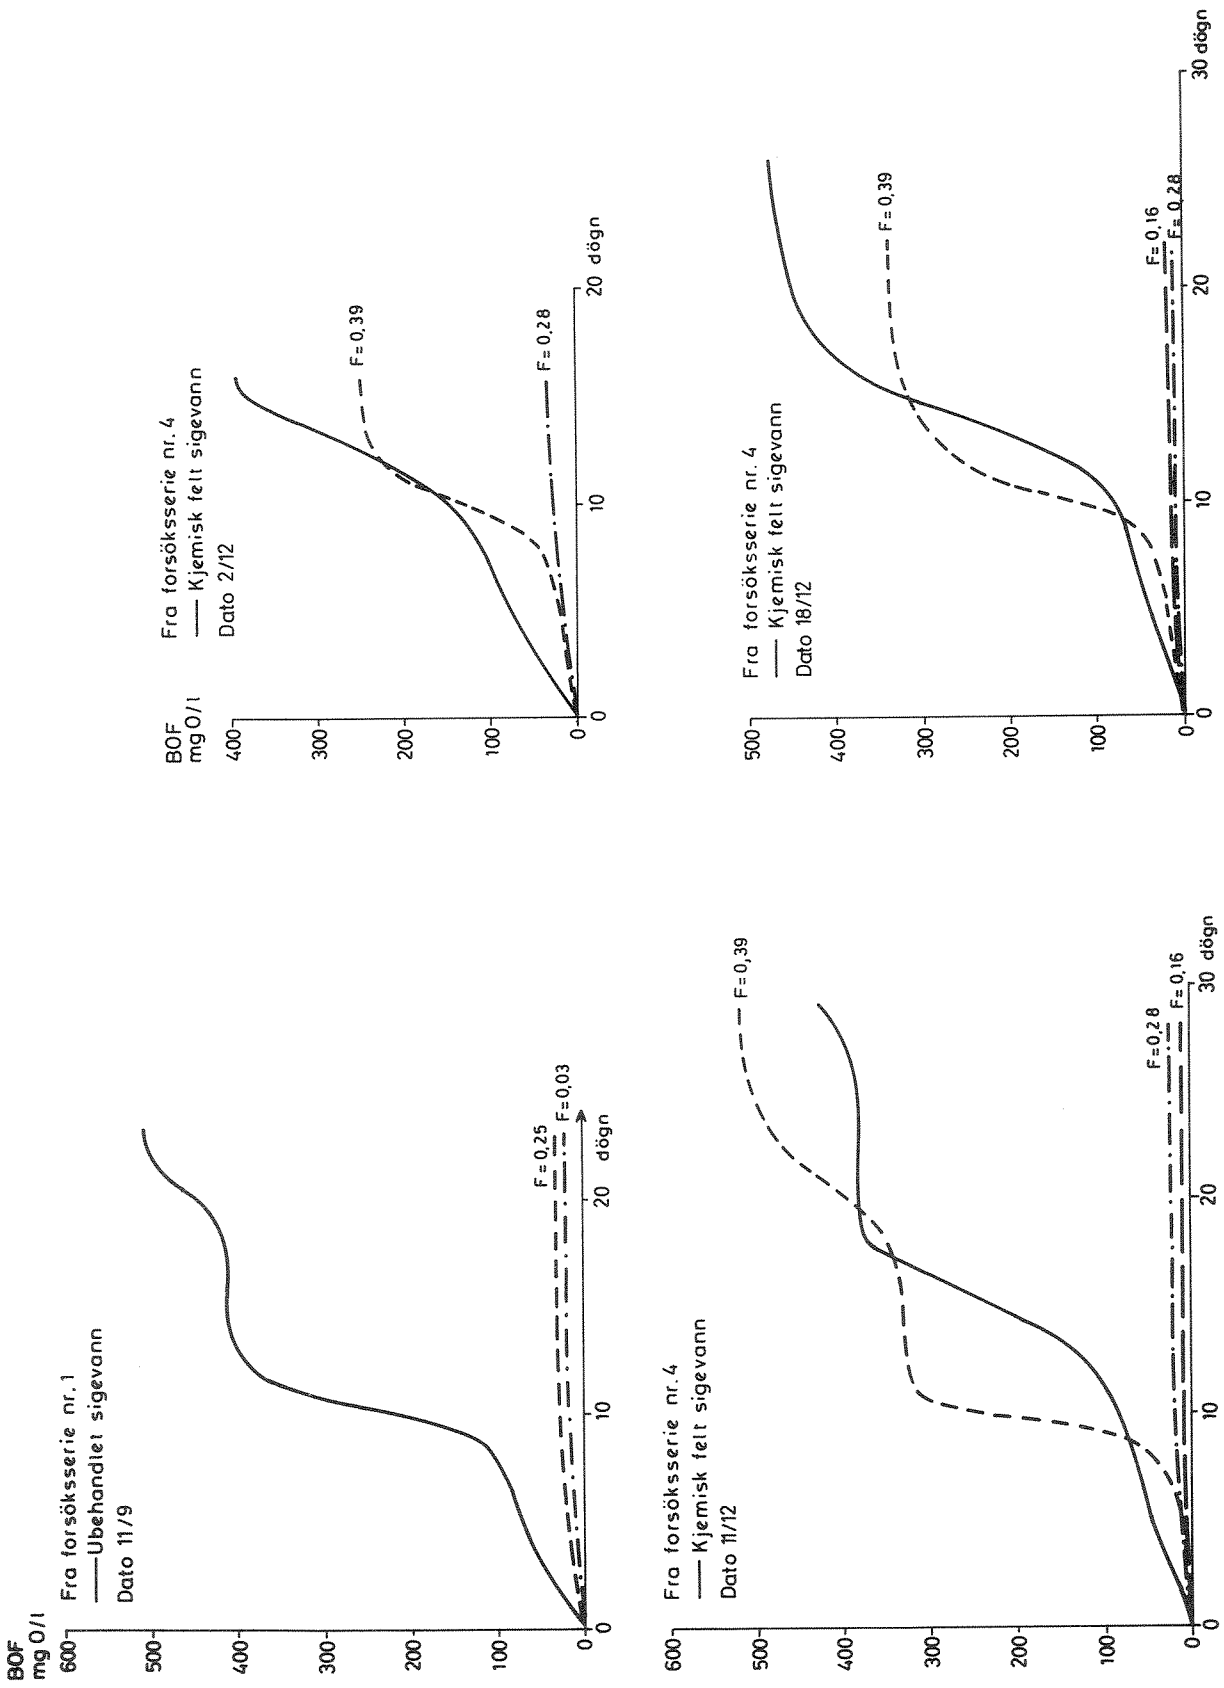 BOF
mg O/l
600
500
400
300
200
100
0
Fra forsöksserie nr. 1
Ubehandlet sigevann
Dato 11/9
F = 0,25
F = 0,03
0
10
20
dögn
BOF
mg O/l
400
300
200
100
0
Fra forsöksserie nr. 4
Kjemisk felt sigevann
Dato 2/12
F = 0,39
F = 0,28
0
10
20 dögn
600
500
400
300
200
100
0
Fra forsöksserie nr. 4
Kjemisk felt sigevann
Dato 11/12
F = 0,39
F = 0,28
F = 0,16
0
10
20
30 dögn
500
400
300
200
100
0
Fra forsöksserie nr. 4
Kjemisk felt sigevann
Dato 18/12
F = 0,39
F = 0,16
F = 0,28
0
10
20
30 dögn